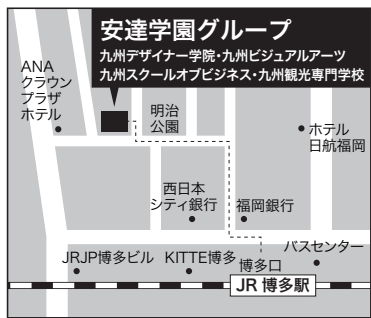 安達学園グループ
九州デザイナー学院・九州ビジュアルアーツ
九州スクールオブビジネス・九州観光専門学校
ANA
クラウン
プラザ
ホテル
明治
公園
ホテル
日航福岡
西日本
シティ銀行
福岡銀行
バスセンター
JRJP博多ビル
KITTE博多
博多口
JR 博多駅